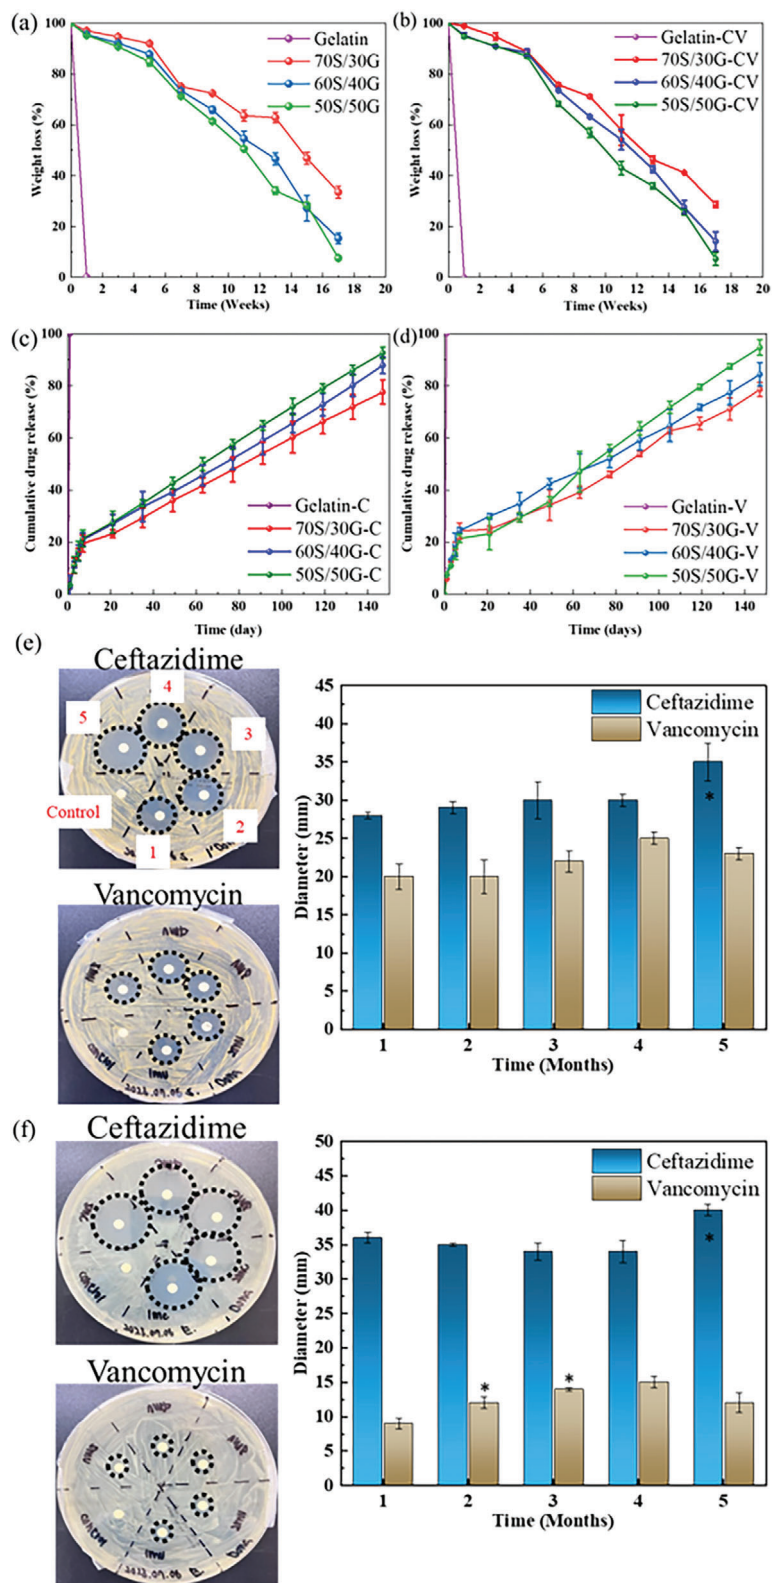 (a)
100
80
60
40
20
0
Weight loss (%)
Gelatin
70S/30G
60S/40G
50S/50G
0 2 4 6 8 10 12 14 16 18 20
Time (Weeks)
(b)
100
80
60
40
20
0
Weight loss (%)
Gelatin-CV
70S/30G-CV
60S/40G-CV
50S/50G-CV
0 2 4 6 8 10 12 14 16 18 20
Time (Weeks)
(c)
100
80
60
40
20
0
Cumulative drug release (%)
Gelatin-C
70S/30G-C
60S/40G-C
50S/50G-C
0 20 40 60 80 100 120 140
Time (day)
(d)
100
80
60
40
20
0
Cumulative drug release (%)
Gelatin-V
70S/30G-V
60S/40G-V
50S/50G-V
0 20 40 60 80 100 120 140
Time (days)
(e)
Ceftazidime
4
5
3
Control
2
1
Vancomycin
control
45
40
35
30
25
20
15
10
5
0
Diameter (mm)
Ceftazidime
Vancomycin
*
1 2 3 4 5
Time (Months)
(f)
Ceftazidime
control
Vancomycin
control
50
45
40
35
30
25
20
15
10
5
0
Diameter (mm)
Ceftazidime
Vancomycin
* * *
1 2 3 4 5
Time (Months)